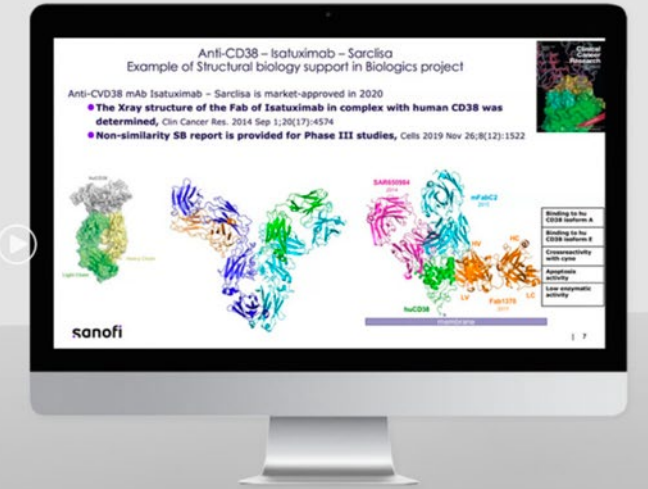 Anti-CD38 – Isatuximab – Sarclisa
Example of Structural biology support in Biologics project
Clinical
Cancer
Research
Anti-CVD38 mAb Isatuximab – Sarclisa is market-approved in 2020
The Xray structure of the Fab of Isatuximab in complex with human CD38 was
determined, Clin Cancer Res. 2014 Sep 1;20(17):4574
Non-similarity SB report is provided for Phase III studies, Cells 2019 Nov 26;8(12):1522
huCD38
Heavy Chain
Light Chain
SAR650984
2014
mFabC2
2015
HV
HC
LV
Fab1370
2017
LC
huCD38
membrane
Binding to hu
CD38 isoform A
Binding to hu
CD38 isoform E
Crossreactivity
with cyno
Apoptosis
activity
Low enzymatic
activity
sanofi
| 7